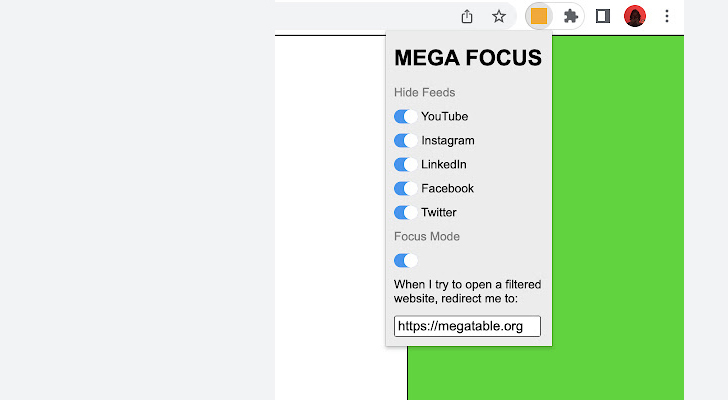 MEGA FOCUS
Hide Feeds
YouTube
Instagram
LinkedIn
Facebook
Twitter
Focus Mode
When I try to open a filtered
website, redirect me to:
https://megatable.org